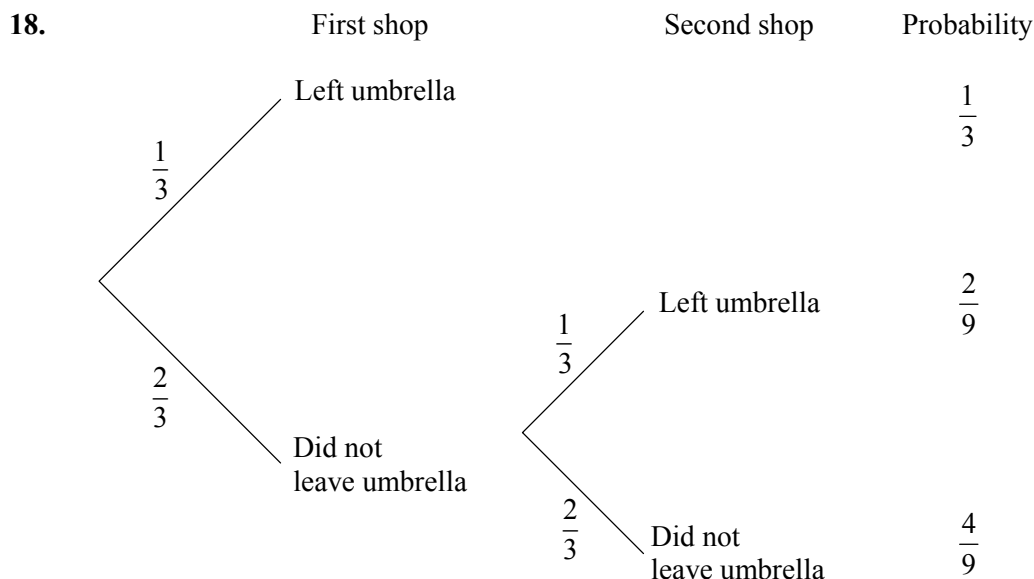 18. First shop Second shop Probability
Left umbrella
1/3
1/3
Left umbrella
2/9
1/3
2/3
Did not
leave umbrella
2/3
Did not
leave umbrella
4/9